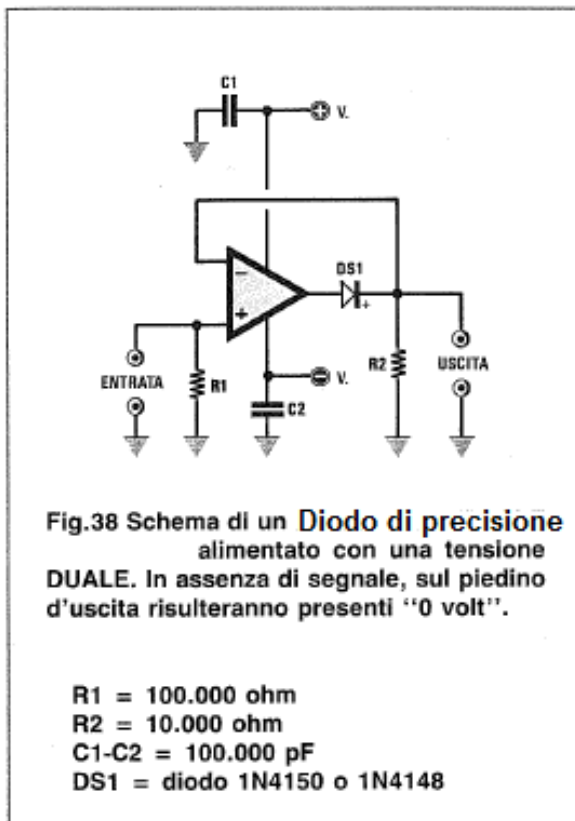 C1
V.
DS1
+
ENTRATA
R1
R2
USCITA
V.
C2
Fig.38 Schema di un Diodo di precisione
alimentato con una tensione
DUALE. In assenza di segnale, sul piedino
d'uscita risulteranno presenti "0 volt".
R1 = 100.000 ohm
R2 = 10.000 ohm
C1-C2 = 100.000 pF
DS1 = diodo 1N4150 o 1N4148